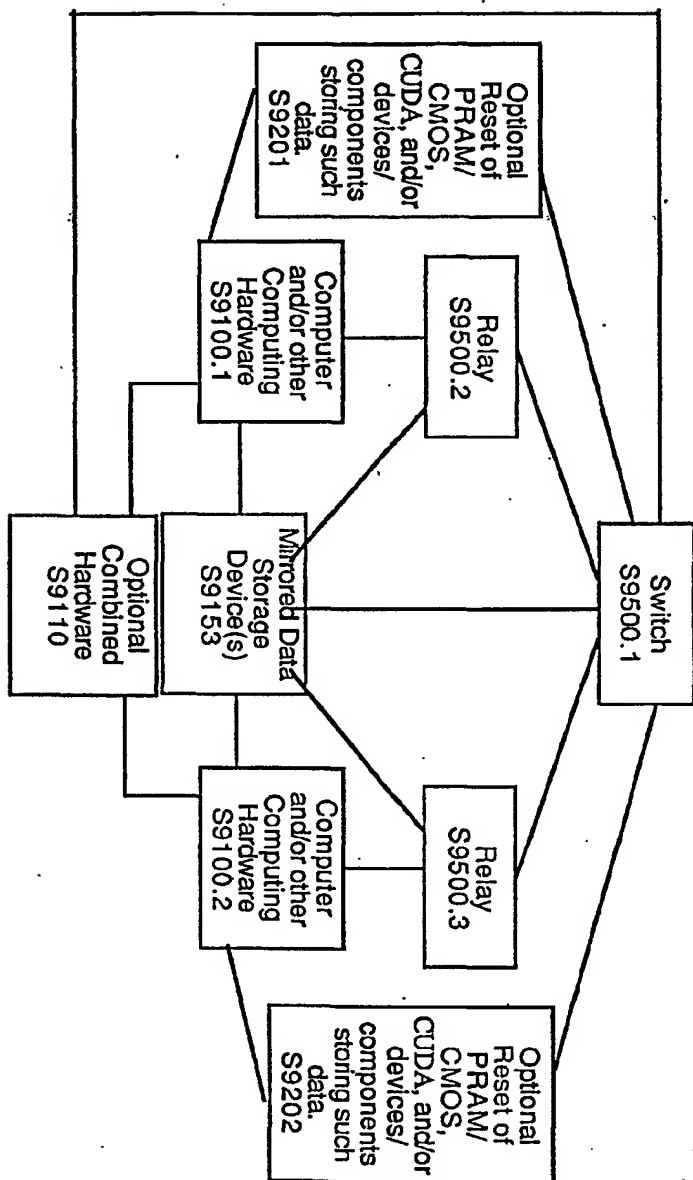 Switch
S9500.1
Optional
Reset of
PRAM/
CMOS,
CUDA, and/or
devices/
components
storing such
data.
S9201
Relay
S9500.2
Relay
S9500.3
Optional
Reset of
PRAM/
CMOS,
CUDA, and/or
devices/
components
storing such
data.
S9202
Computer
and/or other
Computing
Hardware
S9100.1
Mirrored Data
Storage
Device(s)
S9153
Computer
and/or other
Computing
Hardware
S9100.2
Optional
Combined
Hardware
S9110